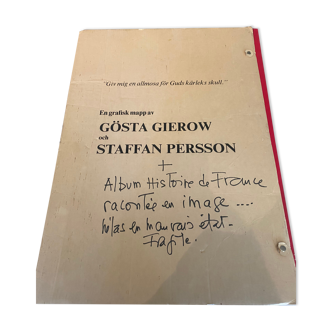 "Giv mig en allmosa för Guds kärleks skull."
En grafisk mapp av
GÖSTA GIEROW
och
STAFFAN PERSSON
+
Album Histoire de France
racontée en image ....
hélas en mauvais état-
Fragile.